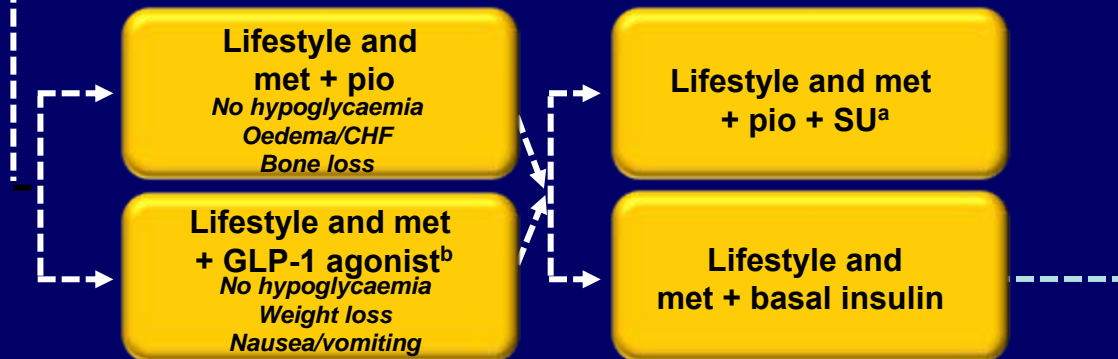 Lifestyle and
met + pio
No hypoglycaemia
Oedema/CHF
Bone loss
Lifestyle and met
+ GLP-1 agonistᵇ
No hypoglycaemia
Weight loss
Nausea/vomiting
Lifestyle and met
+ pio + SUᵃ
Lifestyle and
met + basal insulin